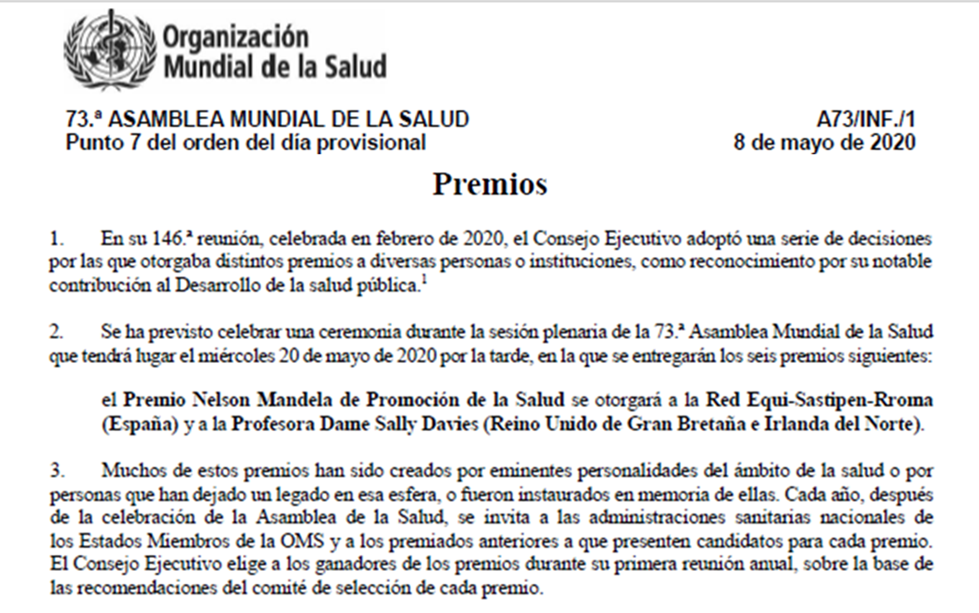 Organización
Mundial de la Salud
73.ª ASAMBLEA MUNDIAL DE LA SALUD A73/INF./1
Punto 7 del orden del día provisional 8 de mayo de 2020
Premios
1. En su 146.ª reunión, celebrada en febrero de 2020, el Consejo Ejecutivo adoptó una serie de decisiones
por las que otorgaba distintos premios a diversas personas o instituciones, como reconocimiento por su notable
contribución al Desarrollo de la salud pública.¹
2. Se ha previsto celebrar una ceremonia durante la sesión plenaria de la 73.ª Asamblea Mundial de la Salud
que tendrá lugar el miércoles 20 de mayo de 2020 por la tarde, en la que se entregarán los seis premios siguientes:
el Premio Nelson Mandela de Promoción de la Salud se otorgará a la Red Equi-Sastipen-Rroma
(España) y a la Profesora Dame Sally Davies (Reino Unido de Gran Bretaña e Irlanda del Norte).
3. Muchos de estos premios han sido creados por eminentes personalidades del ámbito de la salud o por
personas que han dejado un legado en esa esfera, o fueron instaurados en memoria de ellas. Cada año, después
de la celebración de la Asamblea de la Salud, se invita a las administraciones sanitarias nacionales de
los Estados Miembros de la OMS y a los premiados anteriores a que presenten candidatos para cada premio.
El Consejo Ejecutivo elige a los ganadores de los premios durante su primera reunión anual, sobre la base de
las recomendaciones del comité de selección de cada premio.